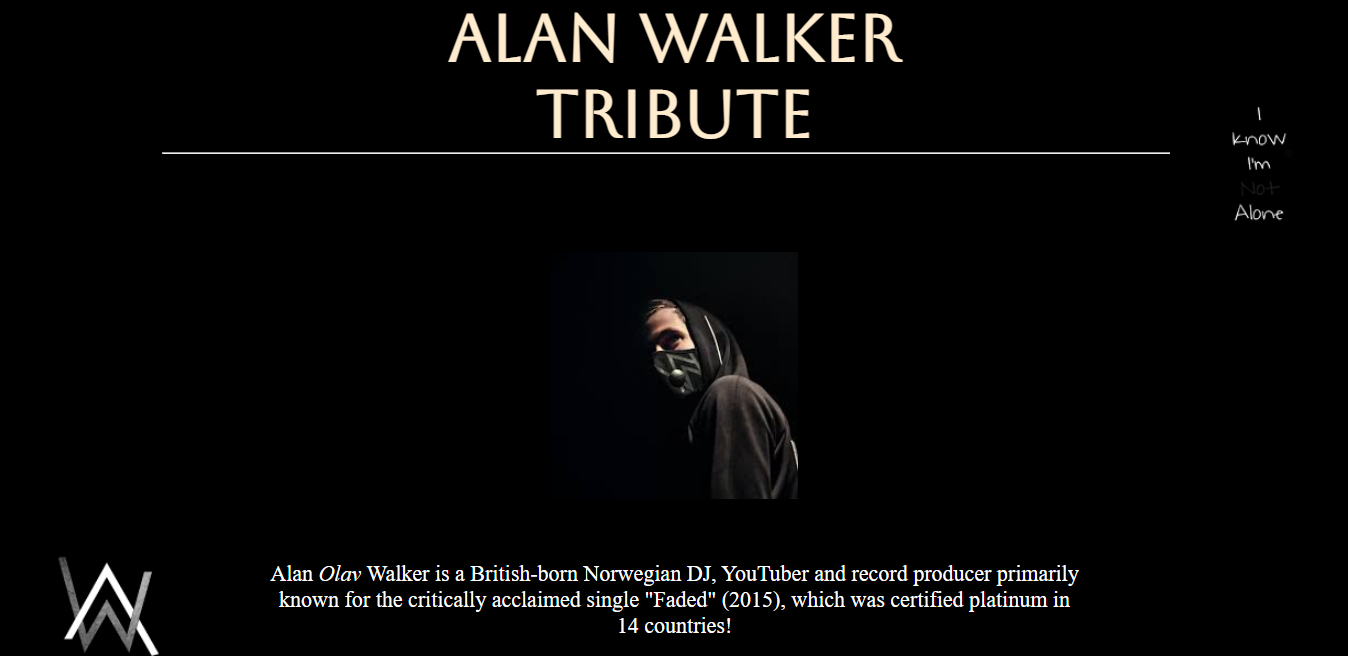 ALAN WALKER
TRIBUTE
I
know
I'm
Not
Alone
Alan Olav Walker is a British-born Norwegian DJ, YouTuber and record producer primarily
known for the critically acclaimed single "Faded" (2015), which was certified platinum in
14 countries!